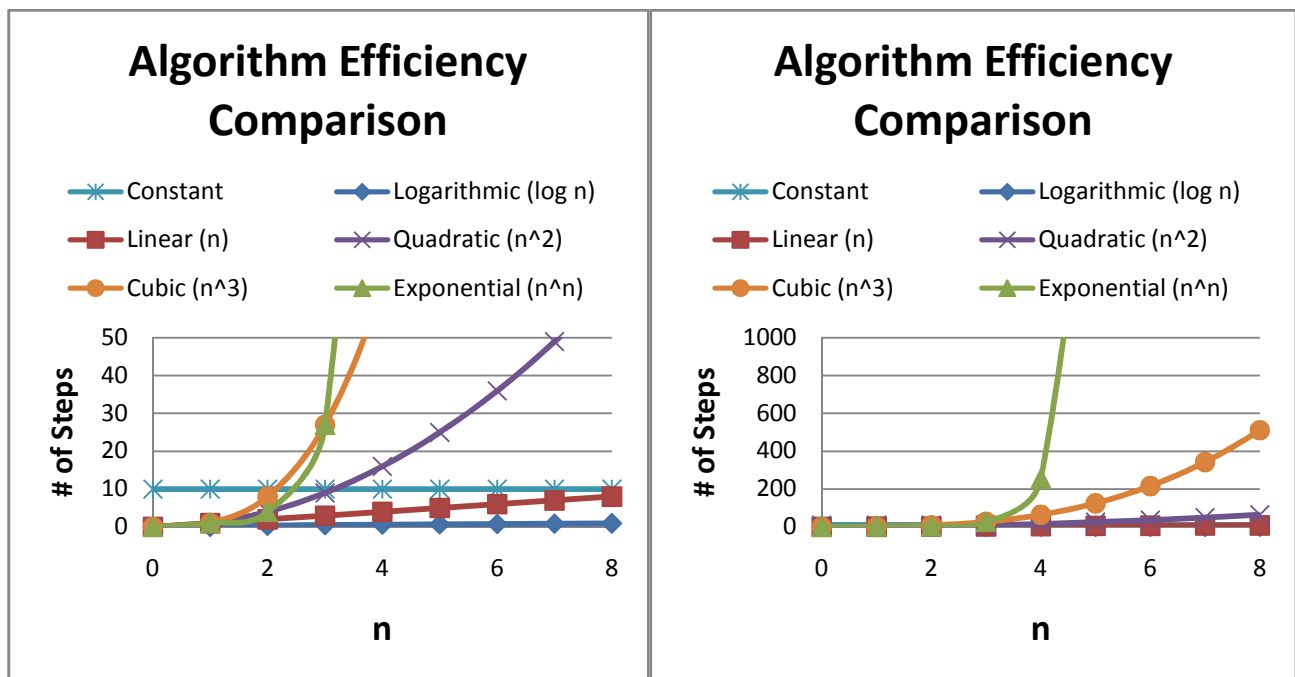 Algorithm Efficiency
Comparison
Constant
Logarithmic (log n)
Linear (n)
Quadratic (n^2)
Cubic (n^3)
Exponential (n^n)
50
40
30
20
10
0
# of Steps
0 2 4 6 8
n
Algorithm Efficiency
Comparison
Constant
Logarithmic (log n)
Linear (n)
Quadratic (n^2)
Cubic (n^3)
Exponential (n^n)
1000
800
600
400
200
0
# of Steps
0 2 4 6 8
n